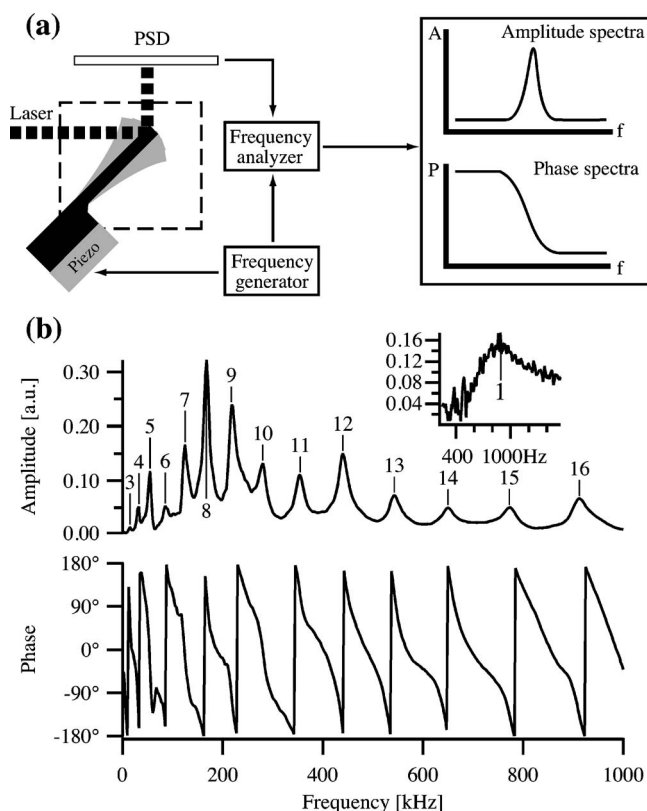 (a)
PSD
Laser
Piezo
Frequency
analyzer
Frequency
generator
A
Amplitude spectra
f
P
Phase spectra
f
(b)
Amplitude [a.u.]
0.30
0.20
0.10
0.00
3
4
5
6
7
8
9
10
11
12
13
14
15
16
0.16
0.12
0.08
0.04
1
400 1000Hz
Phase
180°
90°
0°
-90°
-180°
0 200 400 600 800 1000
Frequency [kHz]